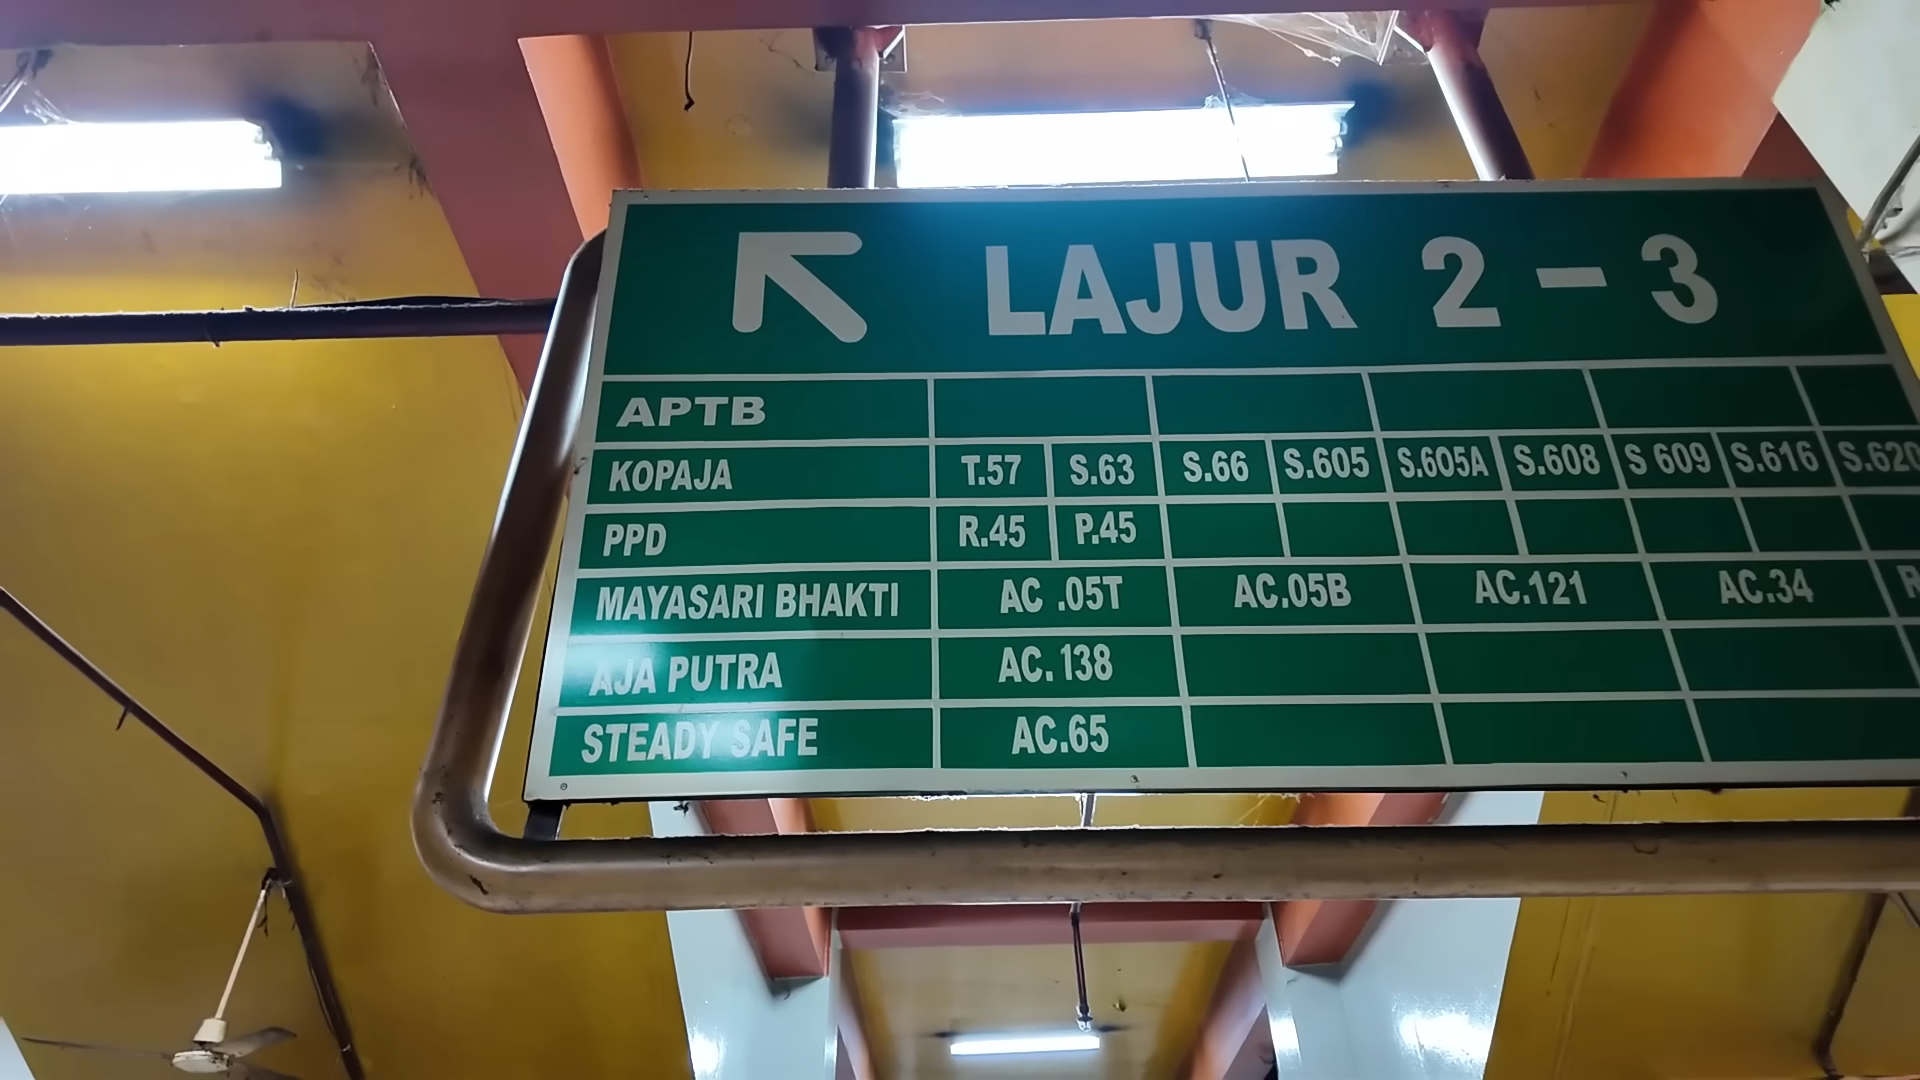 LAJUR 2 - 3
APTB
KOPAJA T.57 S.63 S.66 S.605 S.605A S.608 S 609 S.616 S.620
PPD R.45 P.45
MAYASARI BHAKTI AC .05T AC.05B AC.121 AC.34
AJA PUTRA AC. 138
STEADY SAFE AC.65